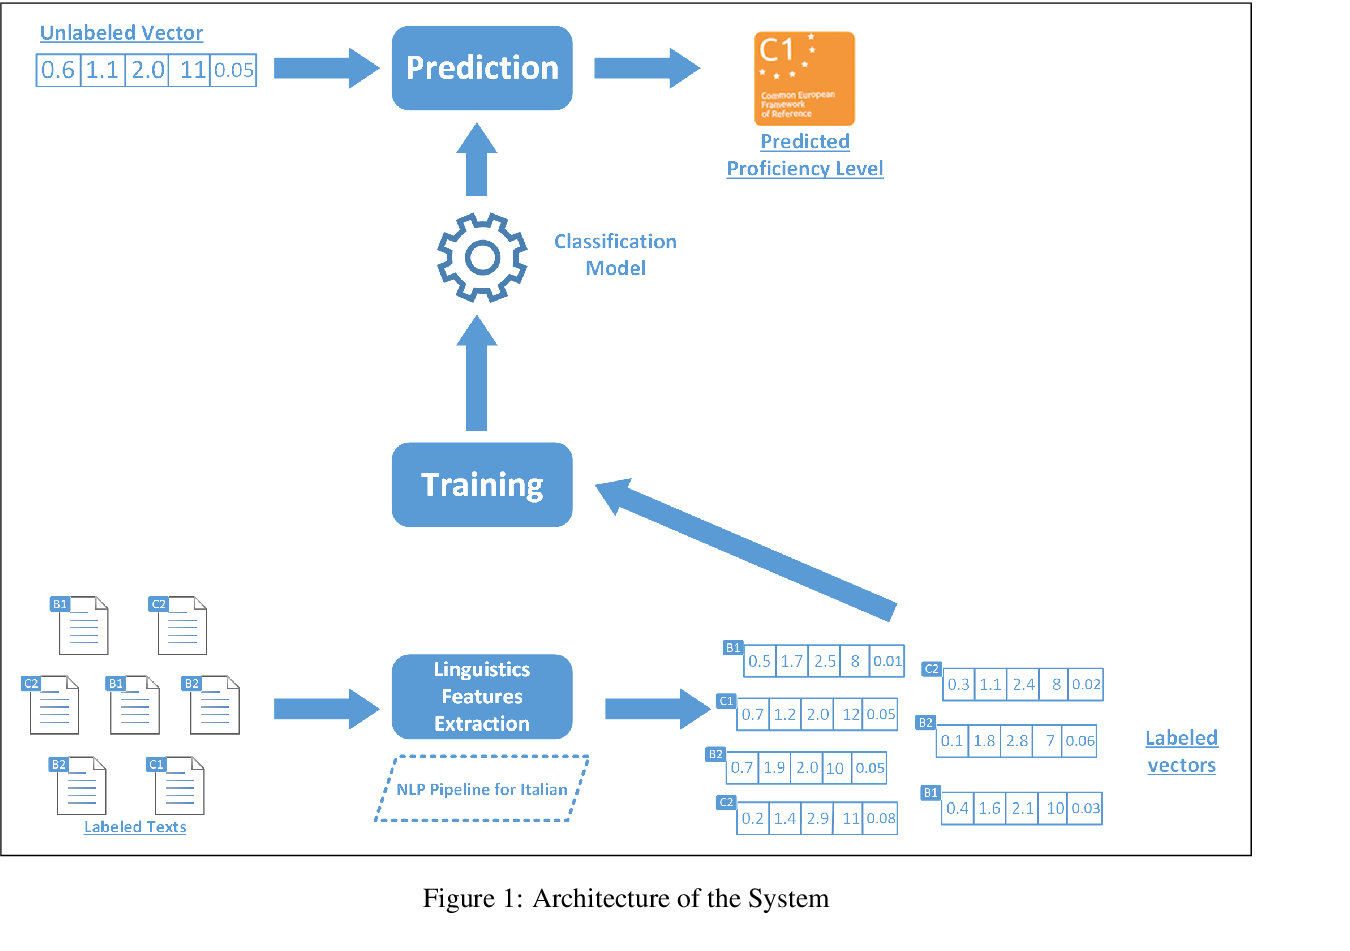 Unlabeled Vector
0.6 1.1 2.0 11 0.05
Prediction
C1
Common European
Framework
of Reference
Predicted
Proficiency Level
Classification
Model
Training
B1
C2
C2
B1
B2
B2
C1
Labeled Texts
Linguistics
Features
Extraction
NLP Pipeline for Italian
B1
0.5 1.7 2.5 8 0.01
C1
0.7 1.2 2.0 12 0.05
B2
0.7 1.9 2.0 10 0.05
C2
0.2 1.4 2.9 11 0.08
C2
0.3 1.1 2.4 8 0.02
B2
0.1 1.8 2.8 7 0.06
B1
0.4 1.6 2.1 10 0.03
Labeled
vectors
Figure 1: Architecture of the System